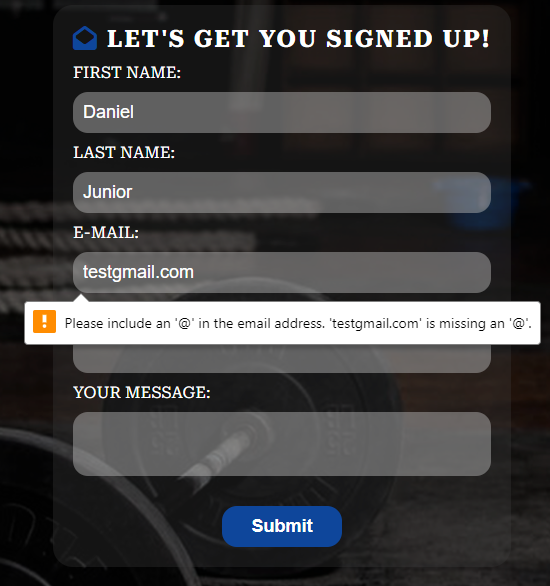 LET'S GET YOU SIGNED UP!
FIRST NAME:
Daniel
LAST NAME:
Junior
E-MAIL:
testgmail.com
Please include an '@' in the email address. 'testgmail.com' is missing an '@'.
YOUR MESSAGE:
Submit